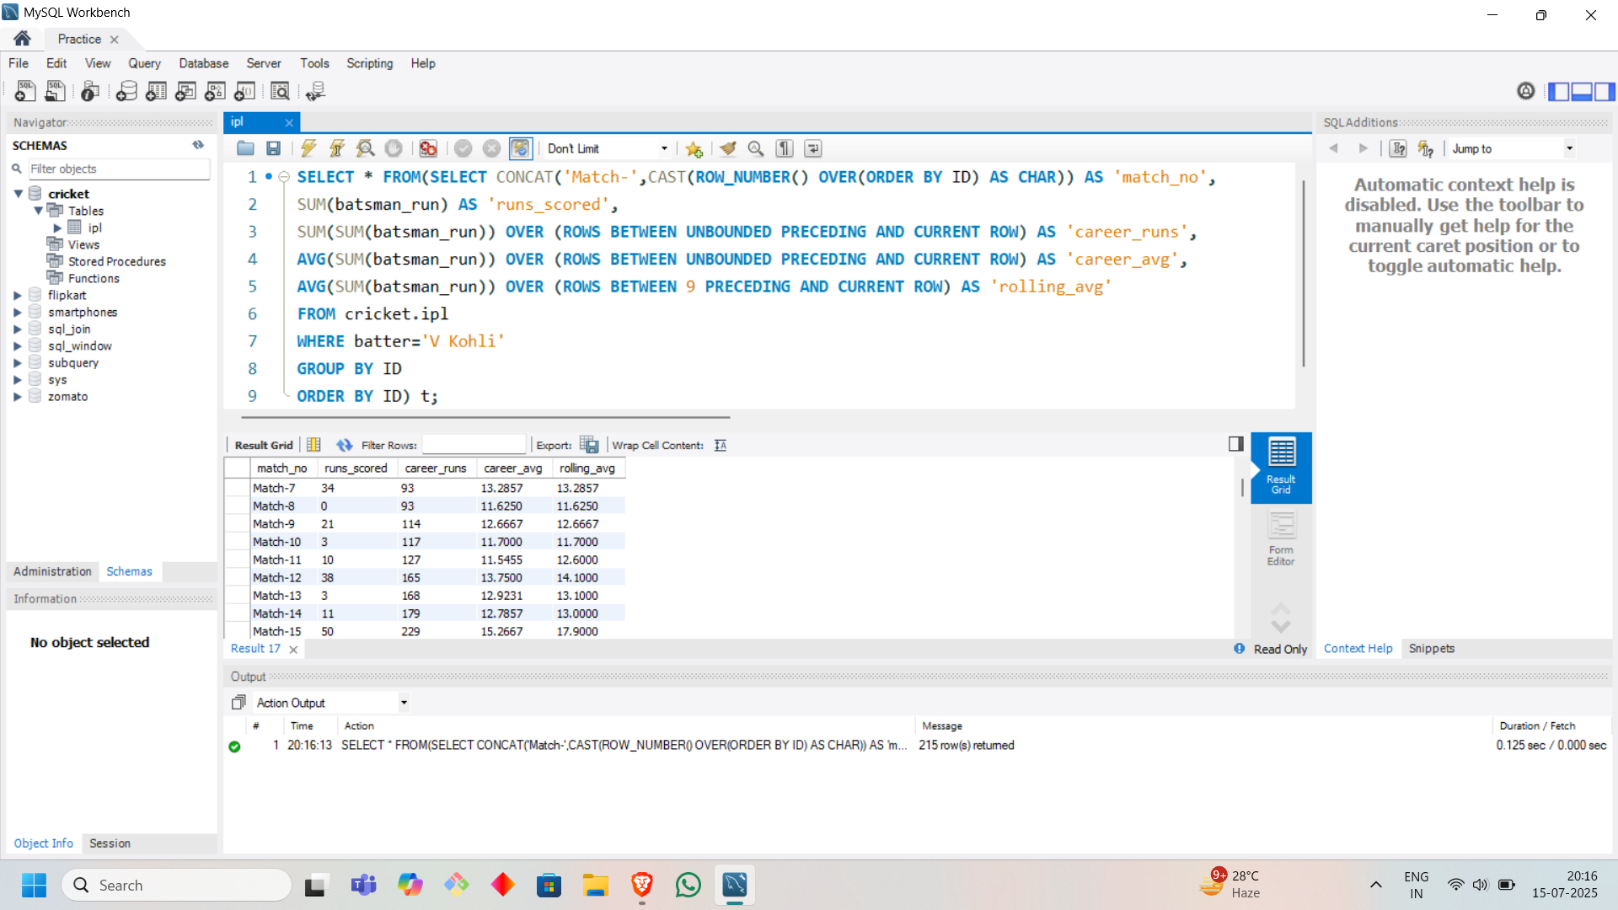 MySQL Workbench
Practice
File Edit View Query Database Server Tools Scripting Help
Navigator
SCHEMAS
Filter objects
cricket
Tables
ipl
Views
Stored Procedures
Functions
flipkart
smartphones
sql_join
sql_window
subquery
sys
zomato
Administration Schemas
Information
No object selected
Object Info Session
ipl
Don't Limit
1 SELECT * FROM(SELECT CONCAT('Match-',CAST(ROW_NUMBER() OVER(ORDER BY ID) AS CHAR)) AS 'match_no',
2 SUM(batsman_run) AS 'runs_scored',
3 SUM(SUM(batsman_run)) OVER (ROWS BETWEEN UNBOUNDED PRECEDING AND CURRENT ROW) AS 'career_runs',
4 AVG(SUM(batsman_run)) OVER (ROWS BETWEEN UNBOUNDED PRECEDING AND CURRENT ROW) AS 'career_avg',
5 AVG(SUM(batsman_run)) OVER (ROWS BETWEEN 9 PRECEDING AND CURRENT ROW) AS 'rolling_avg'
6 FROM cricket.ipl
7 WHERE batter='V Kohli'
8 GROUP BY ID
9 ORDER BY ID) t;
Result Grid Filter Rows: Export: Wrap Cell Content:
match_no runs_scored career_runs career_avg rolling_avg
Match-7 34 93 13.2857 13.2857
Match-8 0 93 11.6250 11.6250
Match-9 21 114 12.6667 12.6667
Match-10 3 117 11.7000 11.7000
Match-11 10 127 11.5455 12.6000
Match-12 38 165 13.7500 14.1000
Match-13 3 168 12.9231 13.1000
Match-14 11 179 12.7857 13.0000
Match-15 50 229 15.2667 17.9000
Result Grid
Form Editor
Result 17
Read Only
SQLAdditions
Jump to
Automatic context help is
disabled. Use the toolbar to
manually get help for the
current caret position or to
toggle automatic help.
Context Help Snippets
Output
Action Output
# Time Action Message Duration / Fetch
1 20:16:13 SELECT * FROM(SELECT CONCAT('Match-',CAST(ROW_NUMBER() OVER(ORDER BY ID) AS CHAR)) AS 'm... 215 row(s) returned 0.125 sec / 0.000 sec
Search
9+
28°C
Haze
ENG
IN
20:16
15-07-2025